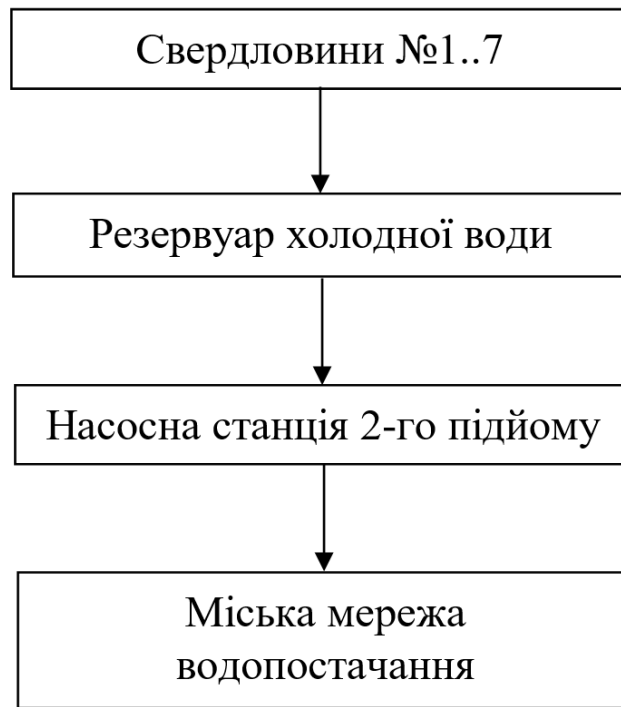 Свердловини №1..7
Резервуар холодної води
Насосна станція 2-го підйому
Міська мережа
водопостачання